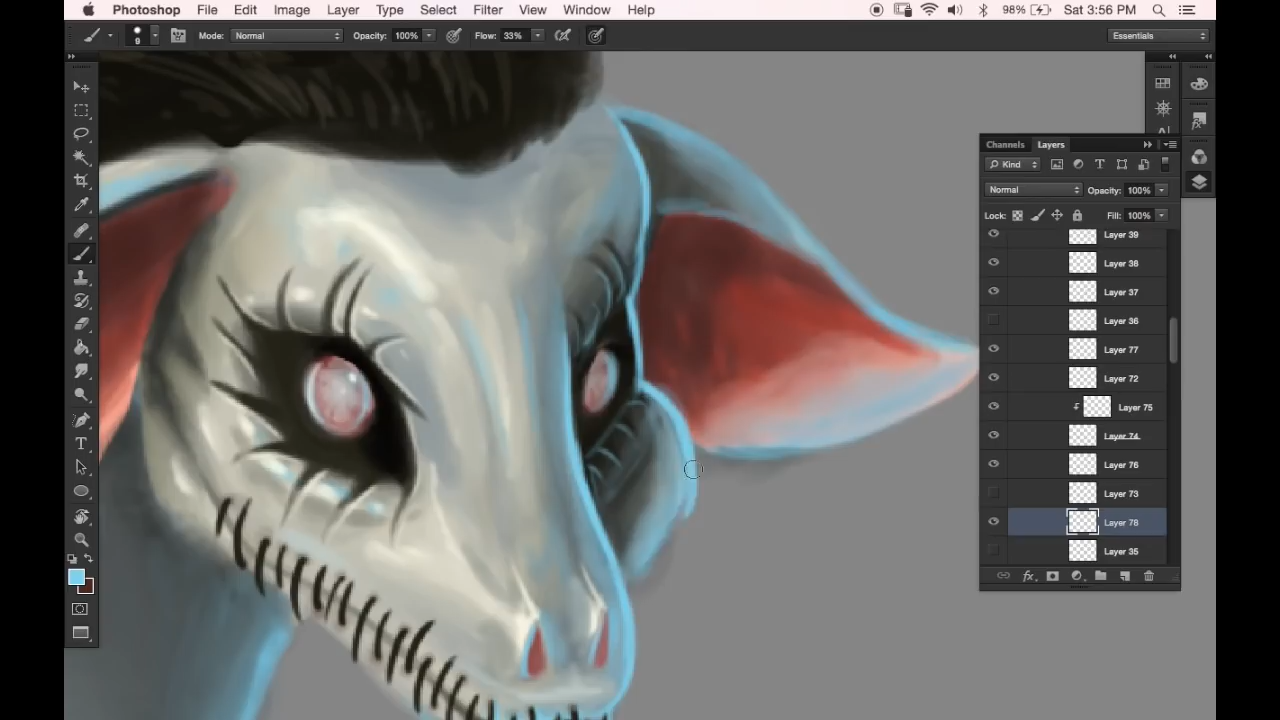 Photoshop File Edit Image Layer Type Select Filter View Window Help 98% Sat 3:56 PM
9 Mode: Normal Opacity: 100% Flow: 33% Essentials
Channels Layers
Kind
Normal Opacity: 100%
Lock: Fill: 100%
Layer 39
Layer 38
Layer 37
Layer 36
Layer 77
Layer 72
Layer 75
Layer 74
Layer 76
Layer 73
Layer 78
Layer 35
fx